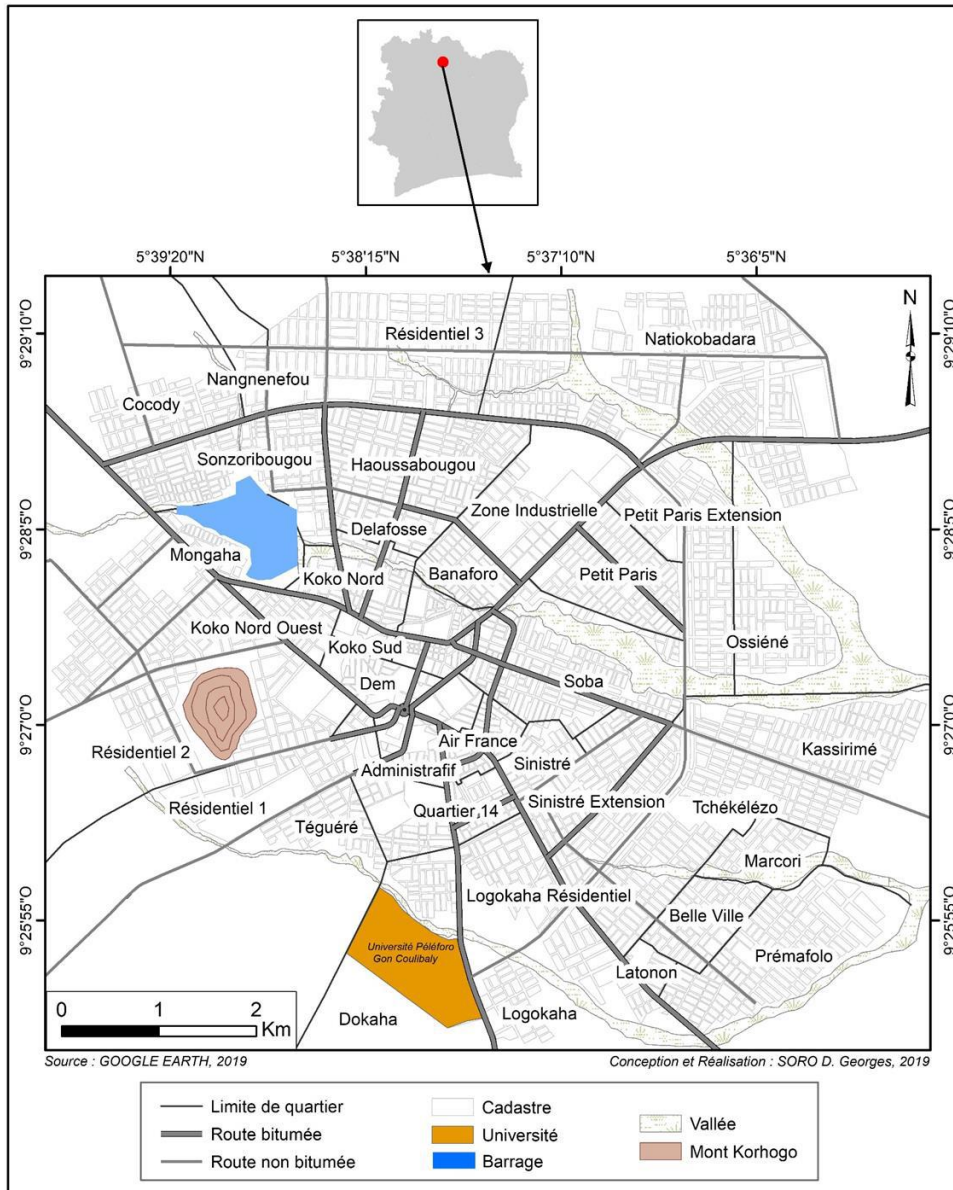 5°39'20"N
5°38'15"N
5°37'10"N
5°36'5"N
9°29'10"O
9°29'10"O
N
Résidentiel 3
Natiokobadara
Nangnenefou
Cocody
Sonzoribougou
Haoussabougou
9°28'5"O
9°28'5"O
Zone Industrielle
Petit Paris Extension
Delafosse
Mongaha
Koko Nord
Banaforo
Petit Paris
Koko Nord Ouest
Koko Sud
Ossiéné
Dem
Soba
9°27'0"O
9°27'0"O
Résidentiel 2
Air France
Kassirimé
Administrafif
Sinistré
Résidentiel 1
Quartier 14
Sinistré Extension
Tchékélézo
Téguéré
Marcori
Logokaha Résidentiel
9°25'55"O
9°25'55"O
Belle Ville
Université Péléforo
Gon Coulibaly
Prémafolo
Latonon
0 1 2
Km
Dokaha
Logokaha
Source : GOOGLE EARTH, 2019
Conception et Réalisation : SORO D. Georges, 2019
Limite de quartier
Route bitumée
Route non bitumée
Cadastre
Université
Barrage
Vallée
Mont Korhogo